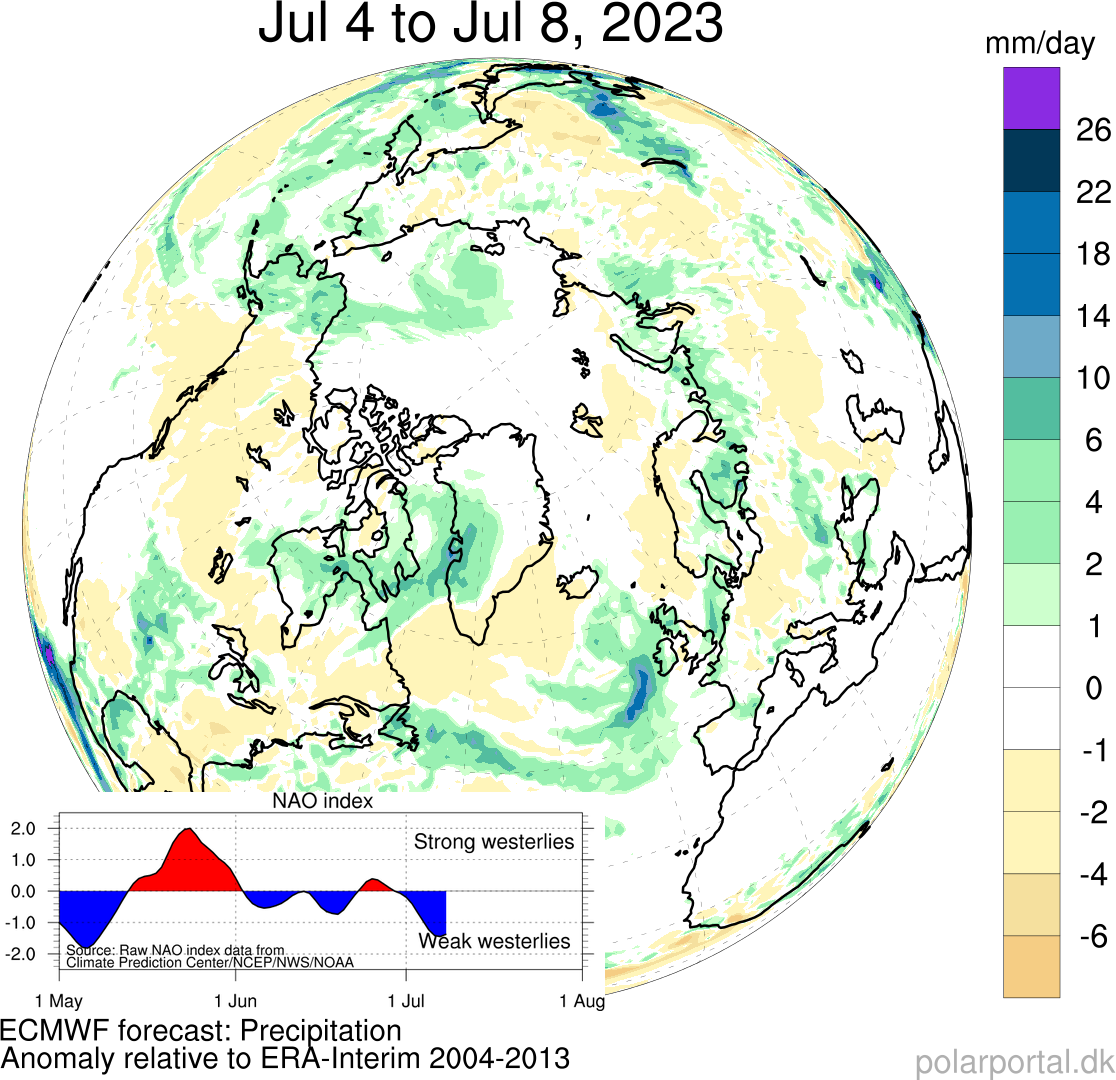 Jul 4 to Jul 8, 2023
mm/day
26
22
18
14
10
6
4
2
1
0
-1
-2
-4
-6
NAO index
2.0
1.0
0.0
-1.0
-2.0
Strong westerlies
Weak westerlies
Source: Raw NAO index data from
Climate Prediction Center/NCEP/NWS/NOAA
1 May 1 Jun 1 Jul 1 Aug
ECMWF forecast: Precipitation
Anomaly relative to ERA-Interim 2004-2013
polarportal.dk